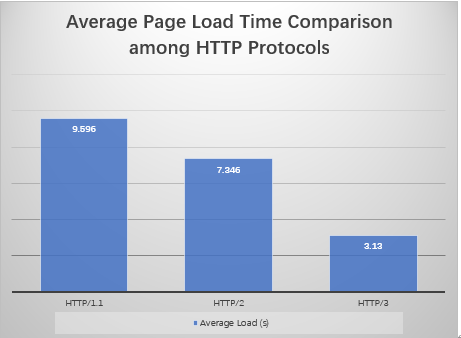 Average Page Load Time Comparison
among HTTP Protocols
9.596
7.346
3.13
HTTP/1.1
HTTP/2
HTTP/3
Average Load (s)